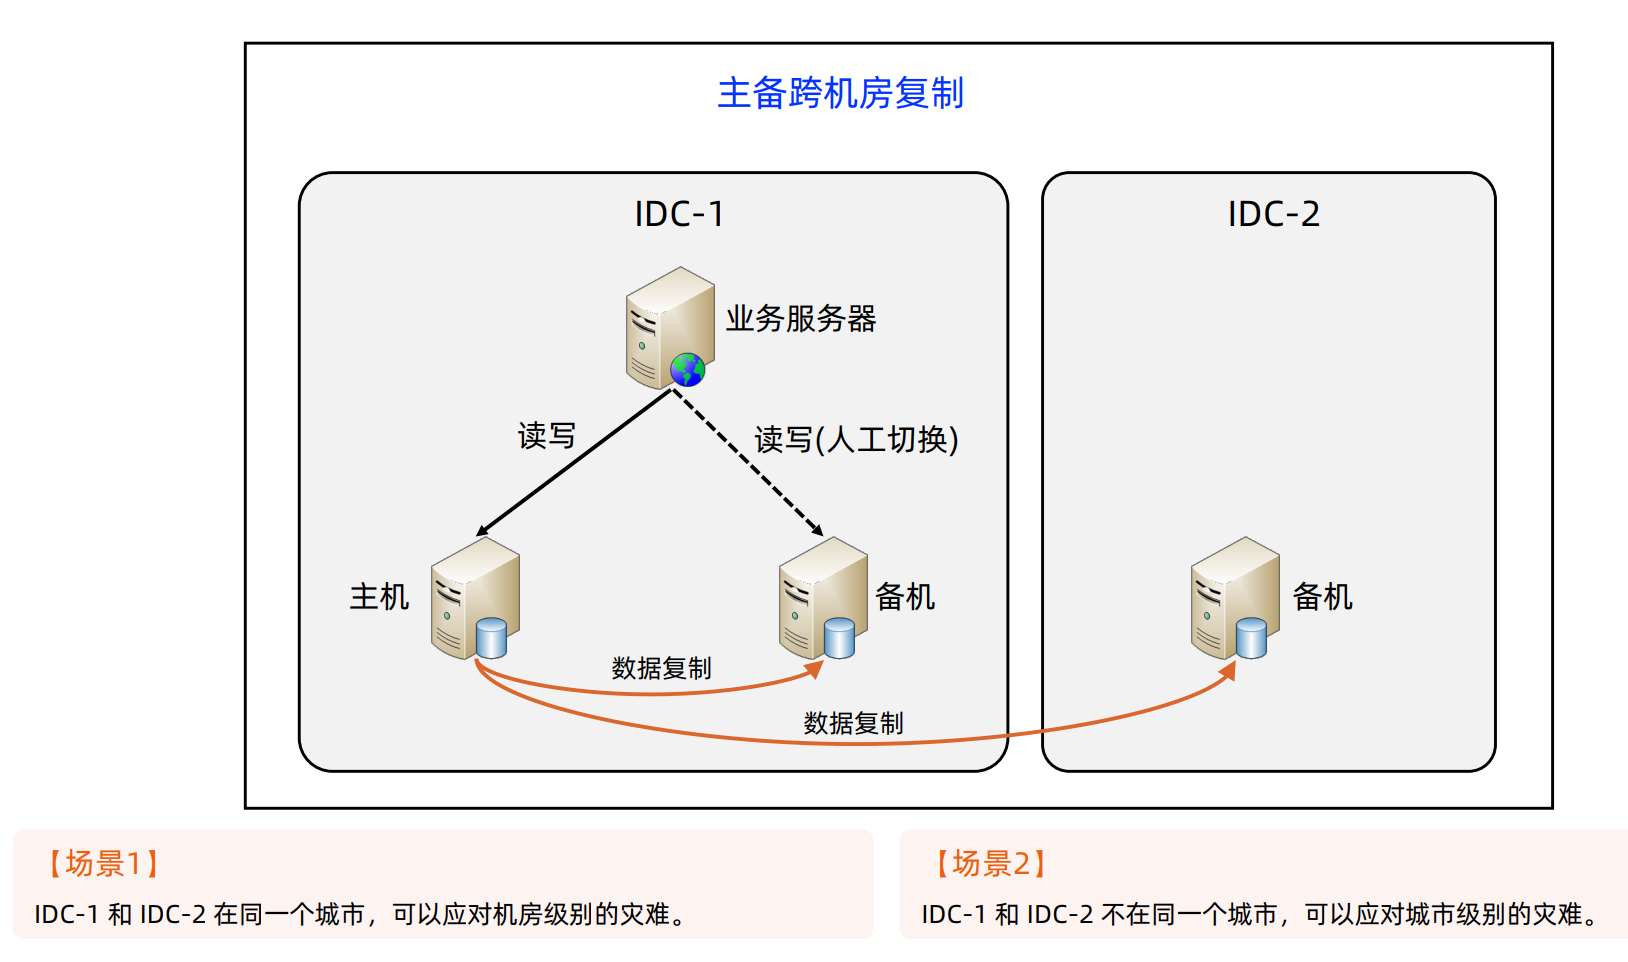 主备跨机房复制
IDC-1
IDC-2
业务服务器
读写
读写(人工切换)
主机
备机
备机
数据复制
数据复制
【场景1】
IDC-1 和 IDC-2 在同一个城市，可以应对机房级别的灾难。
【场景2】
IDC-1 和 IDC-2 不在同一个城市，可以应对城市级别的灾难。